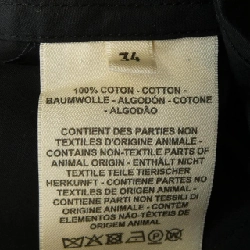 14
100% COTON - COTTON -
BAUMWOLLE - ALGODÓN - COTONE
- ALGODÃO
CONTIENT DES PARTIES NON
TEXTILES D'ORIGINE ANIMALE -
CONTAINS NON-TEXTILE PARTS OF
ANIMAL ORIGIN - ENTHÄLT NICHT
TEXTILE TEILE TIERISCHER
HERKUNFT - CONTIENE PARTES NO
TEXTILES DE ORIGEN ANIMAL -
CONTIENE PARTI NON TESSILI DI
ORIGINE ANIMALE - CONTÉM
ELEMENTOS NÃO-TÊXTEIS DE
ORIGEM ANIMAL